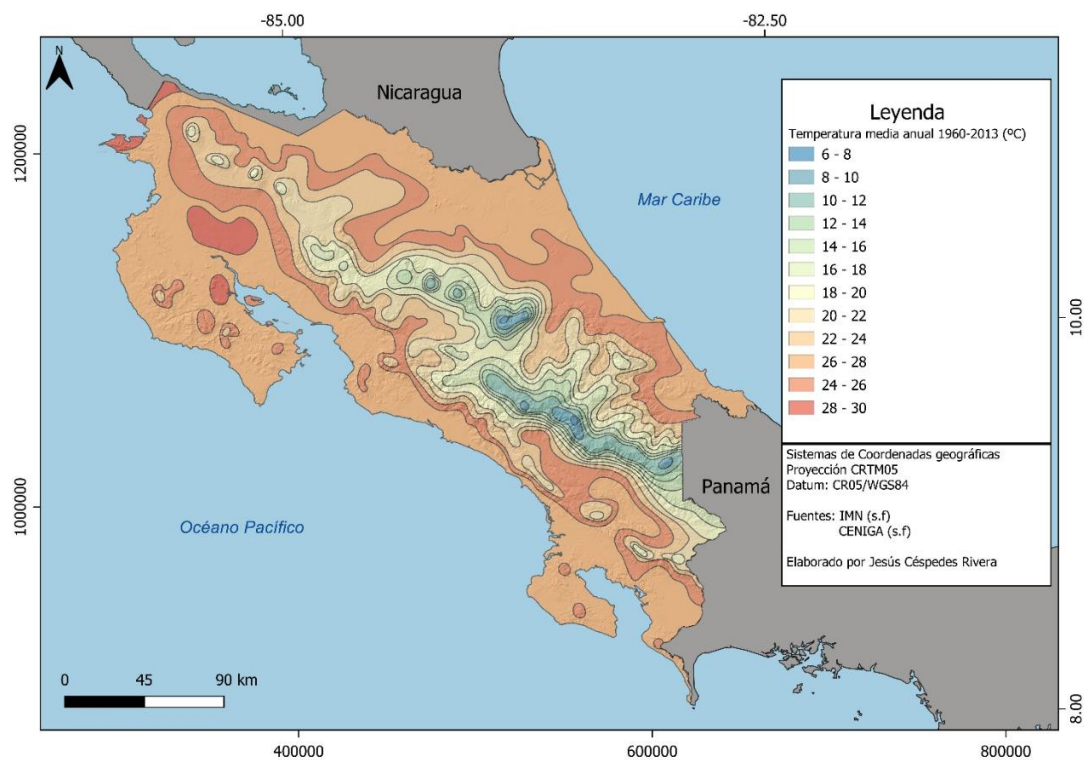 -85.00
-82.50
N
Nicaragua
Leyenda
Temperatura media anual 1960-2013 (ºC)
6 - 8
8 - 10
10 - 12
12 - 14
14 - 16
16 - 18
18 - 20
20 - 22
22 - 24
26 - 28
24 - 26
28 - 30
1200000
Mar Caribe
10.00
Sistemas de Coordenadas geográficas
Proyección CRTM05
Datum: CR05/WGS84
Fuentes: IMN (s.f)
CENIGA (s.f)
Elaborado por Jesús Céspedes Rivera
Panamá
1000000
Océano Pacífico
0 45 90 km
8.00
400000
600000
800000